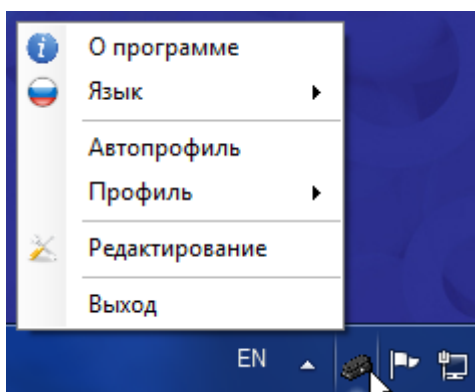 О программе
Язык
Автопрофиль
Профиль
Редактирование
Выход
EN